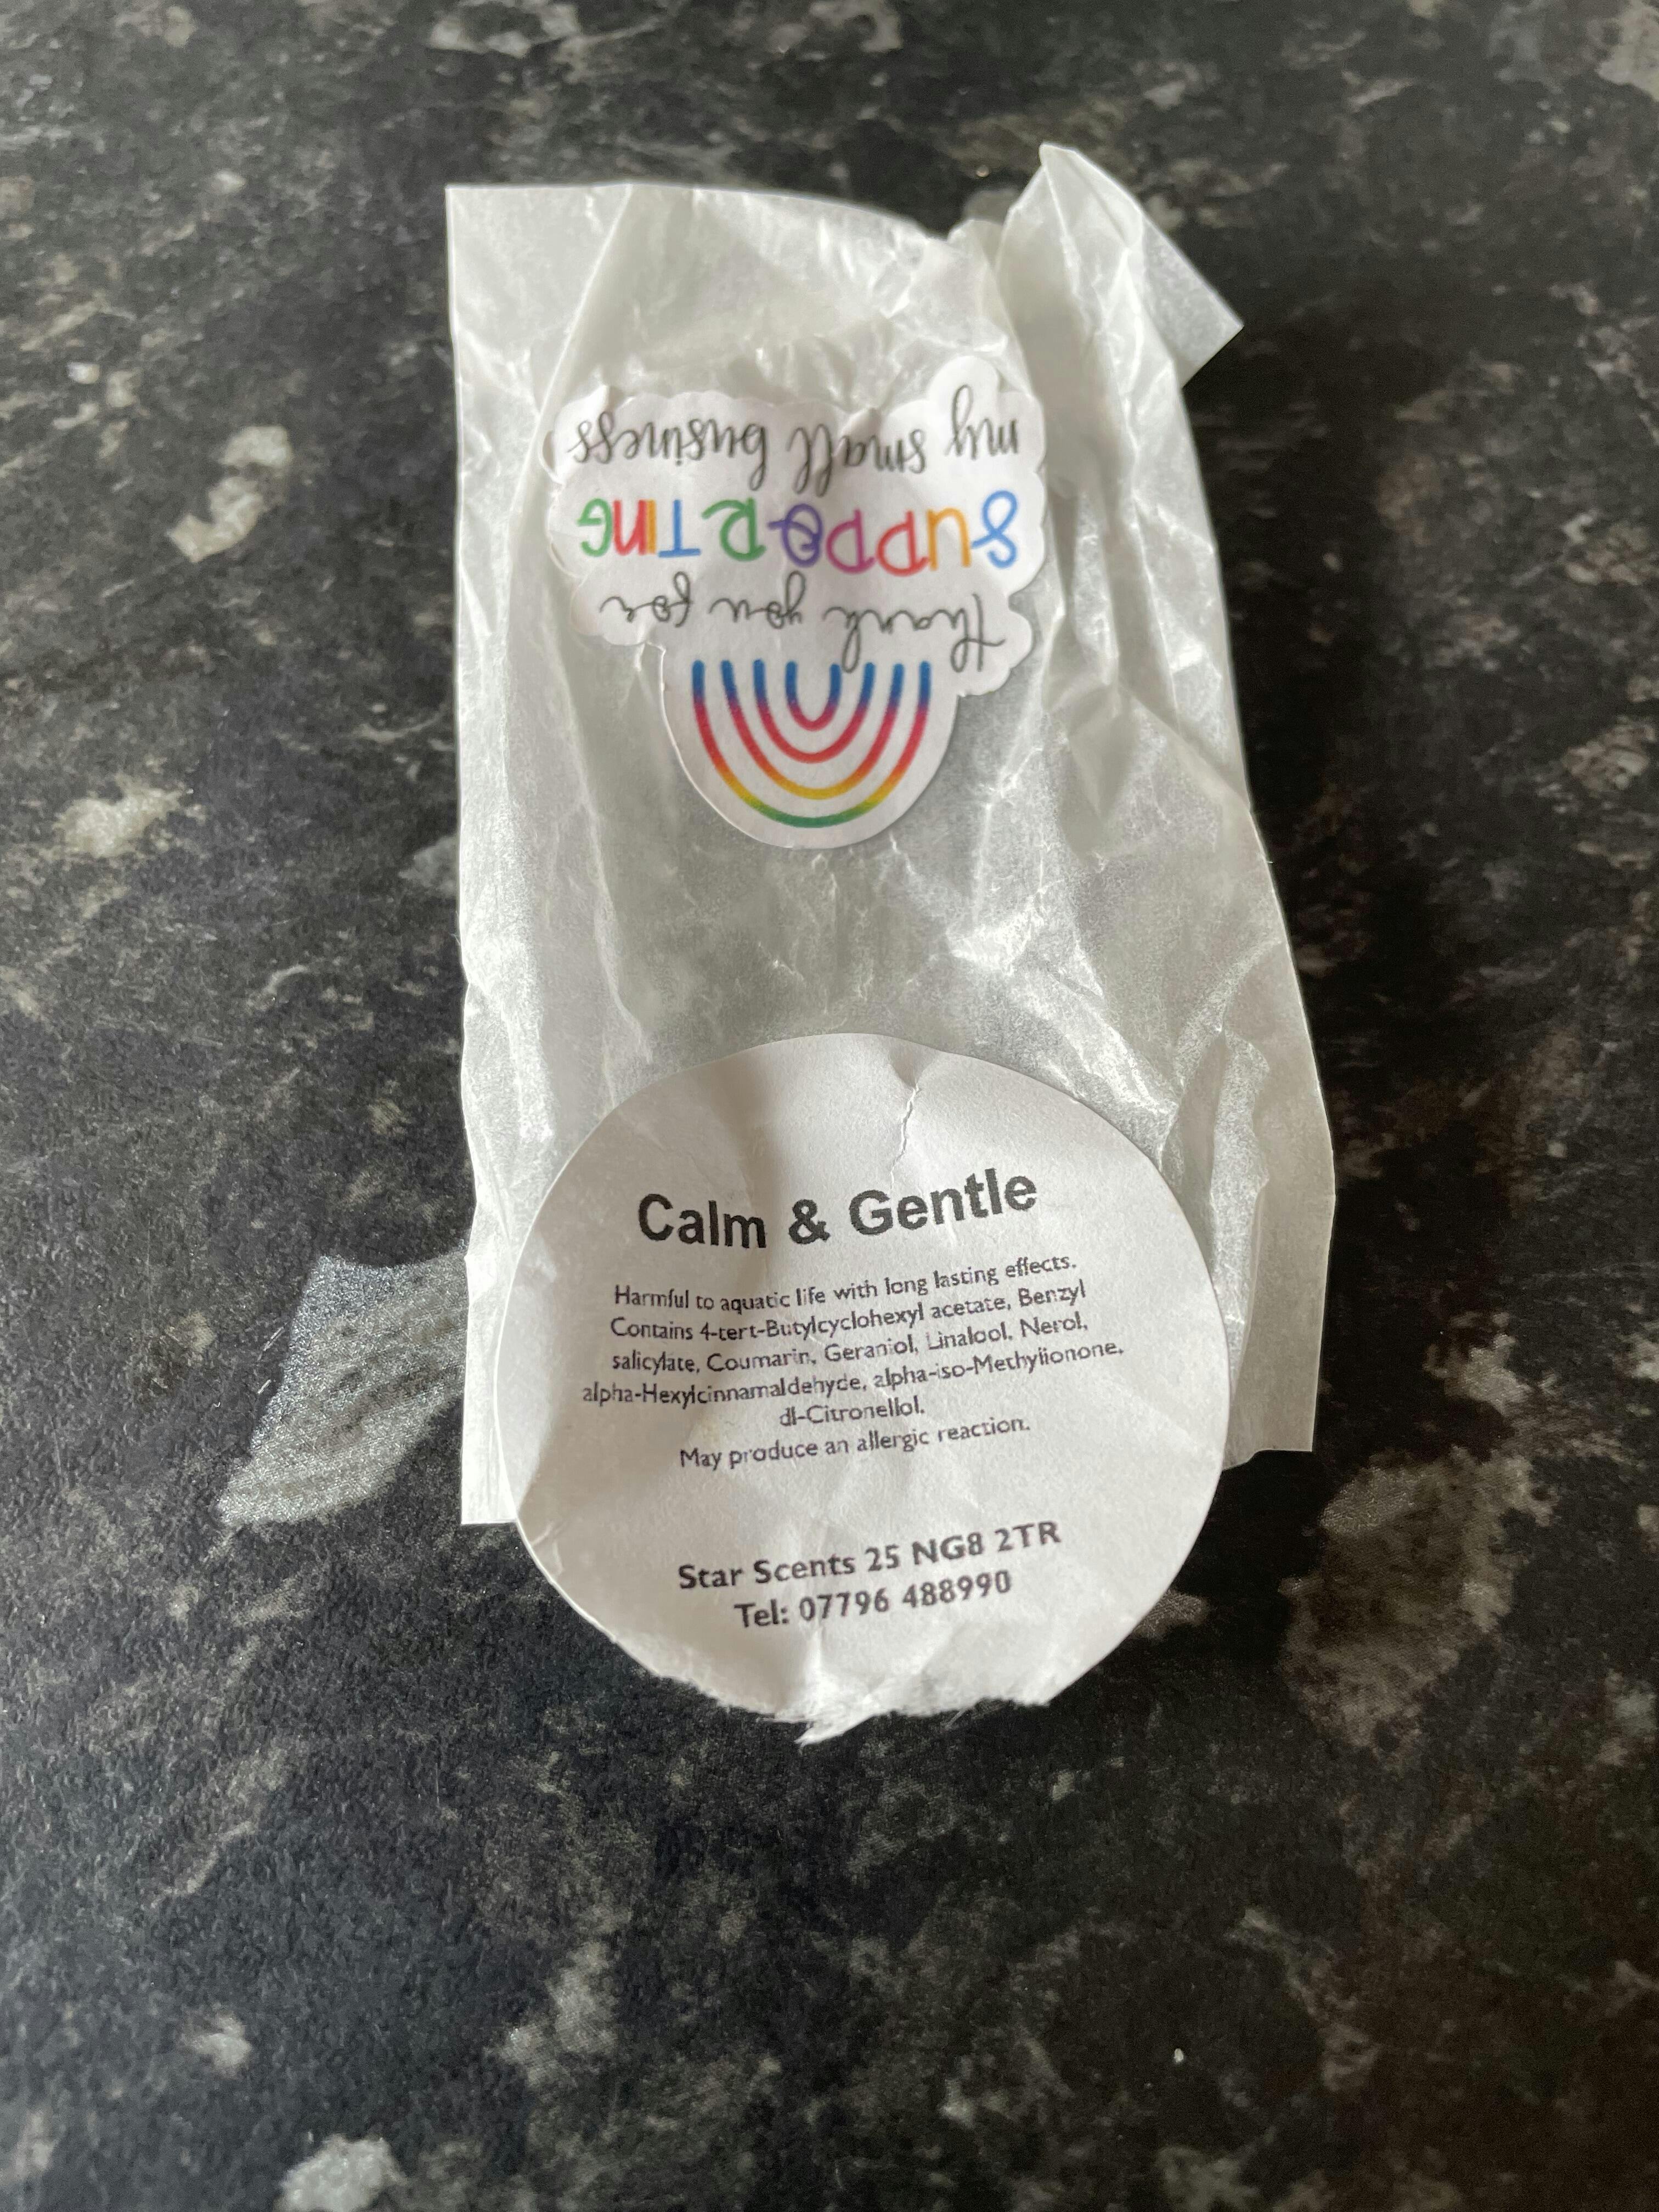 thank you for
SUPPORTING
my small business
Calm & Gentle
Harmful to aquatic life with long lasting effects.
Contains 4-tert-Butylcyclohexyl acetate, Benzyl
salicylate, Coumarin, Geraniol, Linalool, Nerol,
alpha-Hexylcinnamaldehyde, alpha-iso-Methylionone,
dl-Citronellol.
May produce an allergic reaction.
Star Scents 25 NG8 2TR
Tel: 07796 488990